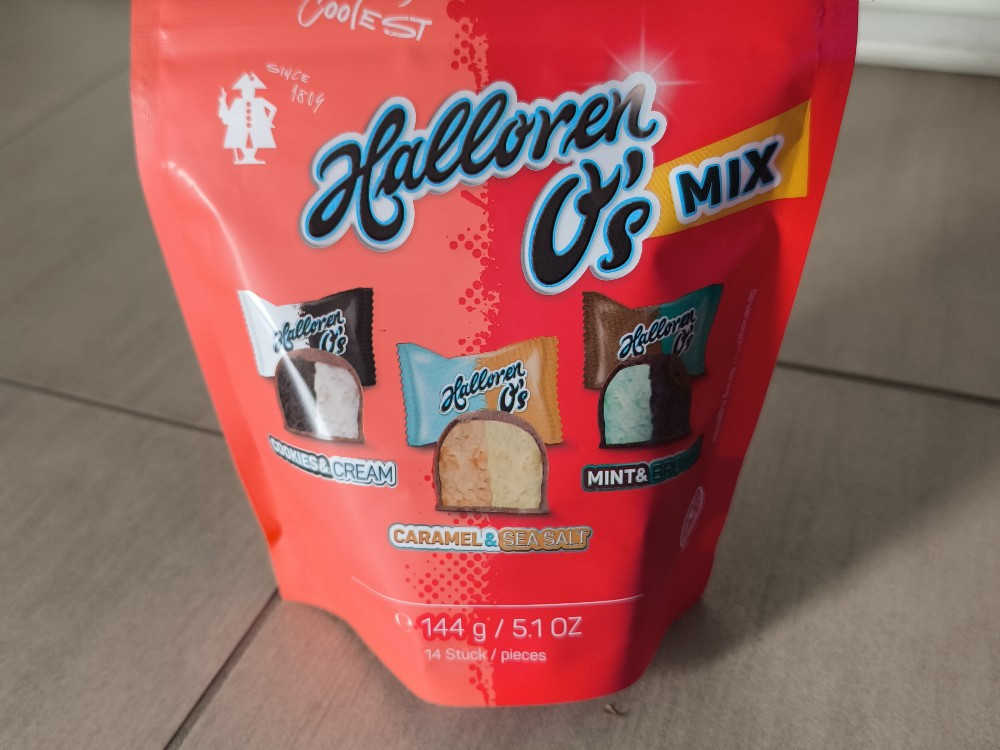 COOLEST
SINCE
1804
Halloren
O's
MIX
Halloren
O's
Halloren
O's
Halloren
O's
COOKIES& CREAM
MINT&
CARAMEL & SEA SALT
144 g / 5.1 OZ
14 Stück / pieces